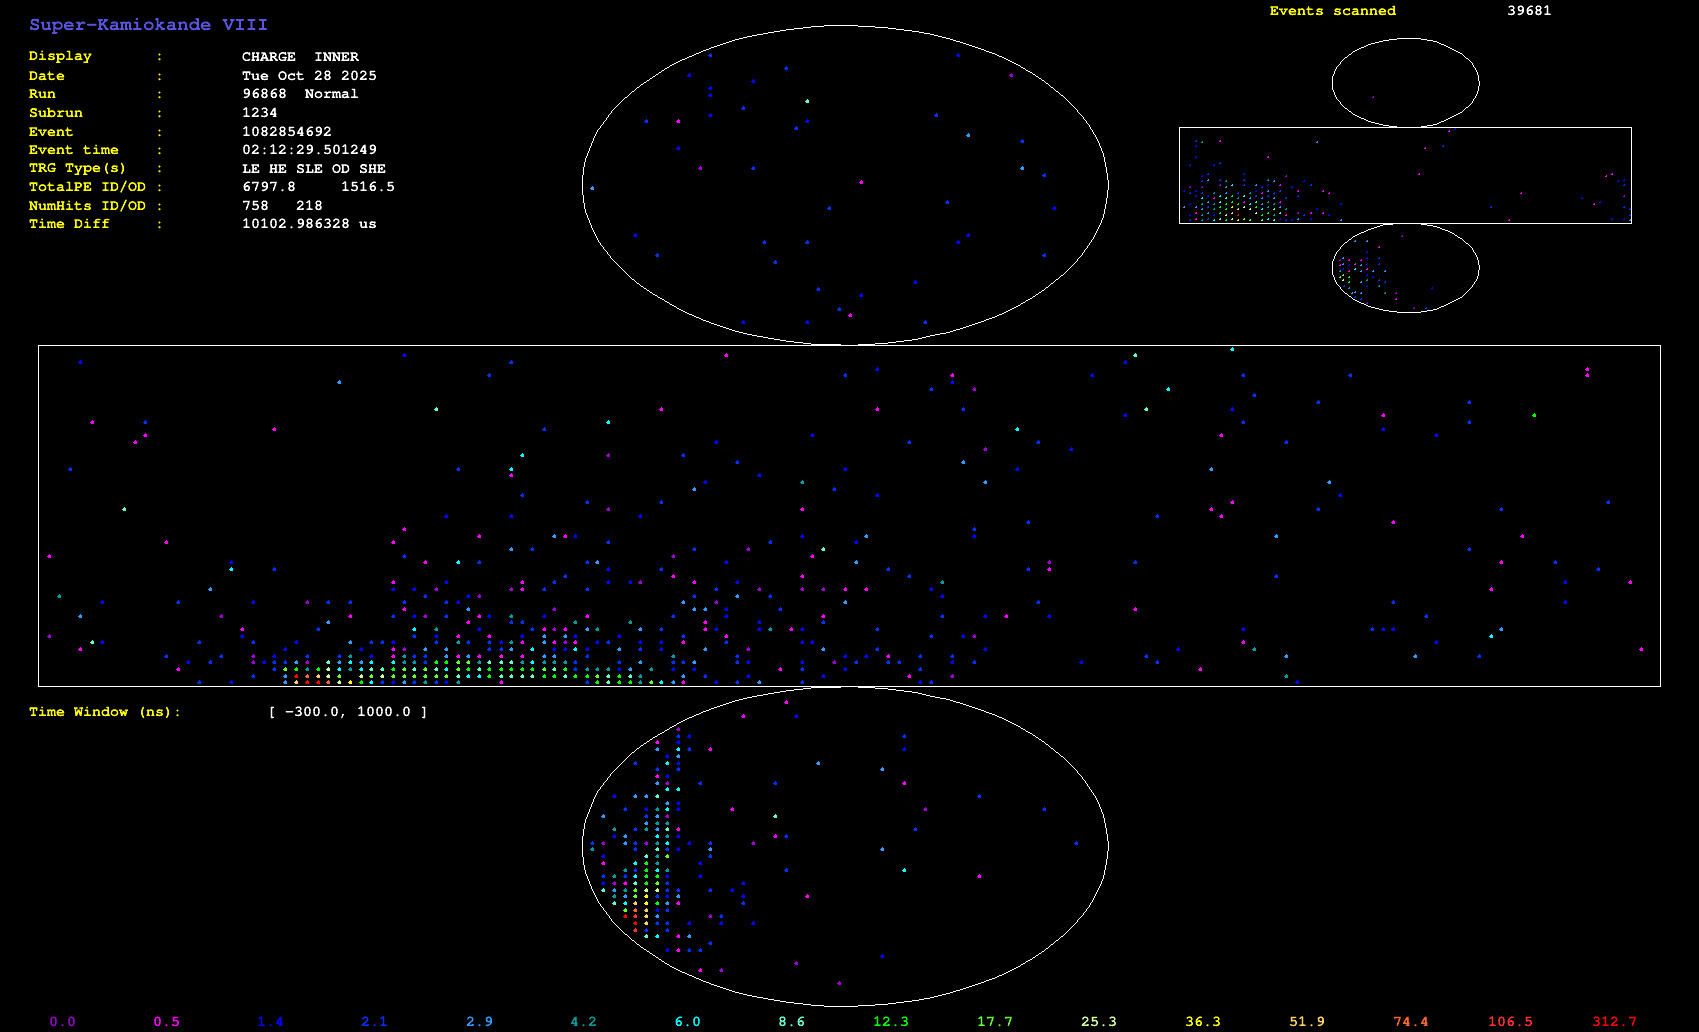 Super-Kamiokande VIII
Events scanned 39681
Display : CHARGE INNER
Date : Tue Oct 28 2025
Run : 96868 Normal
Subrun : 1234
Event : 1082854692
Event time : 02:12:29.501249
TRG Type(s) : LE HE SLE OD SHE
TotalPE ID/OD : 6797.8 1516.5
NumHits ID/OD : 758 218
Time Diff : 10102.986328 us
Time Window (ns): [ -300.0, 1000.0 ]
0.0 0.5 1.4 2.1 2.9 4.2 6.0 8.6 12.3 17.7 25.3 36.3 51.9 74.4 106.5 312.7